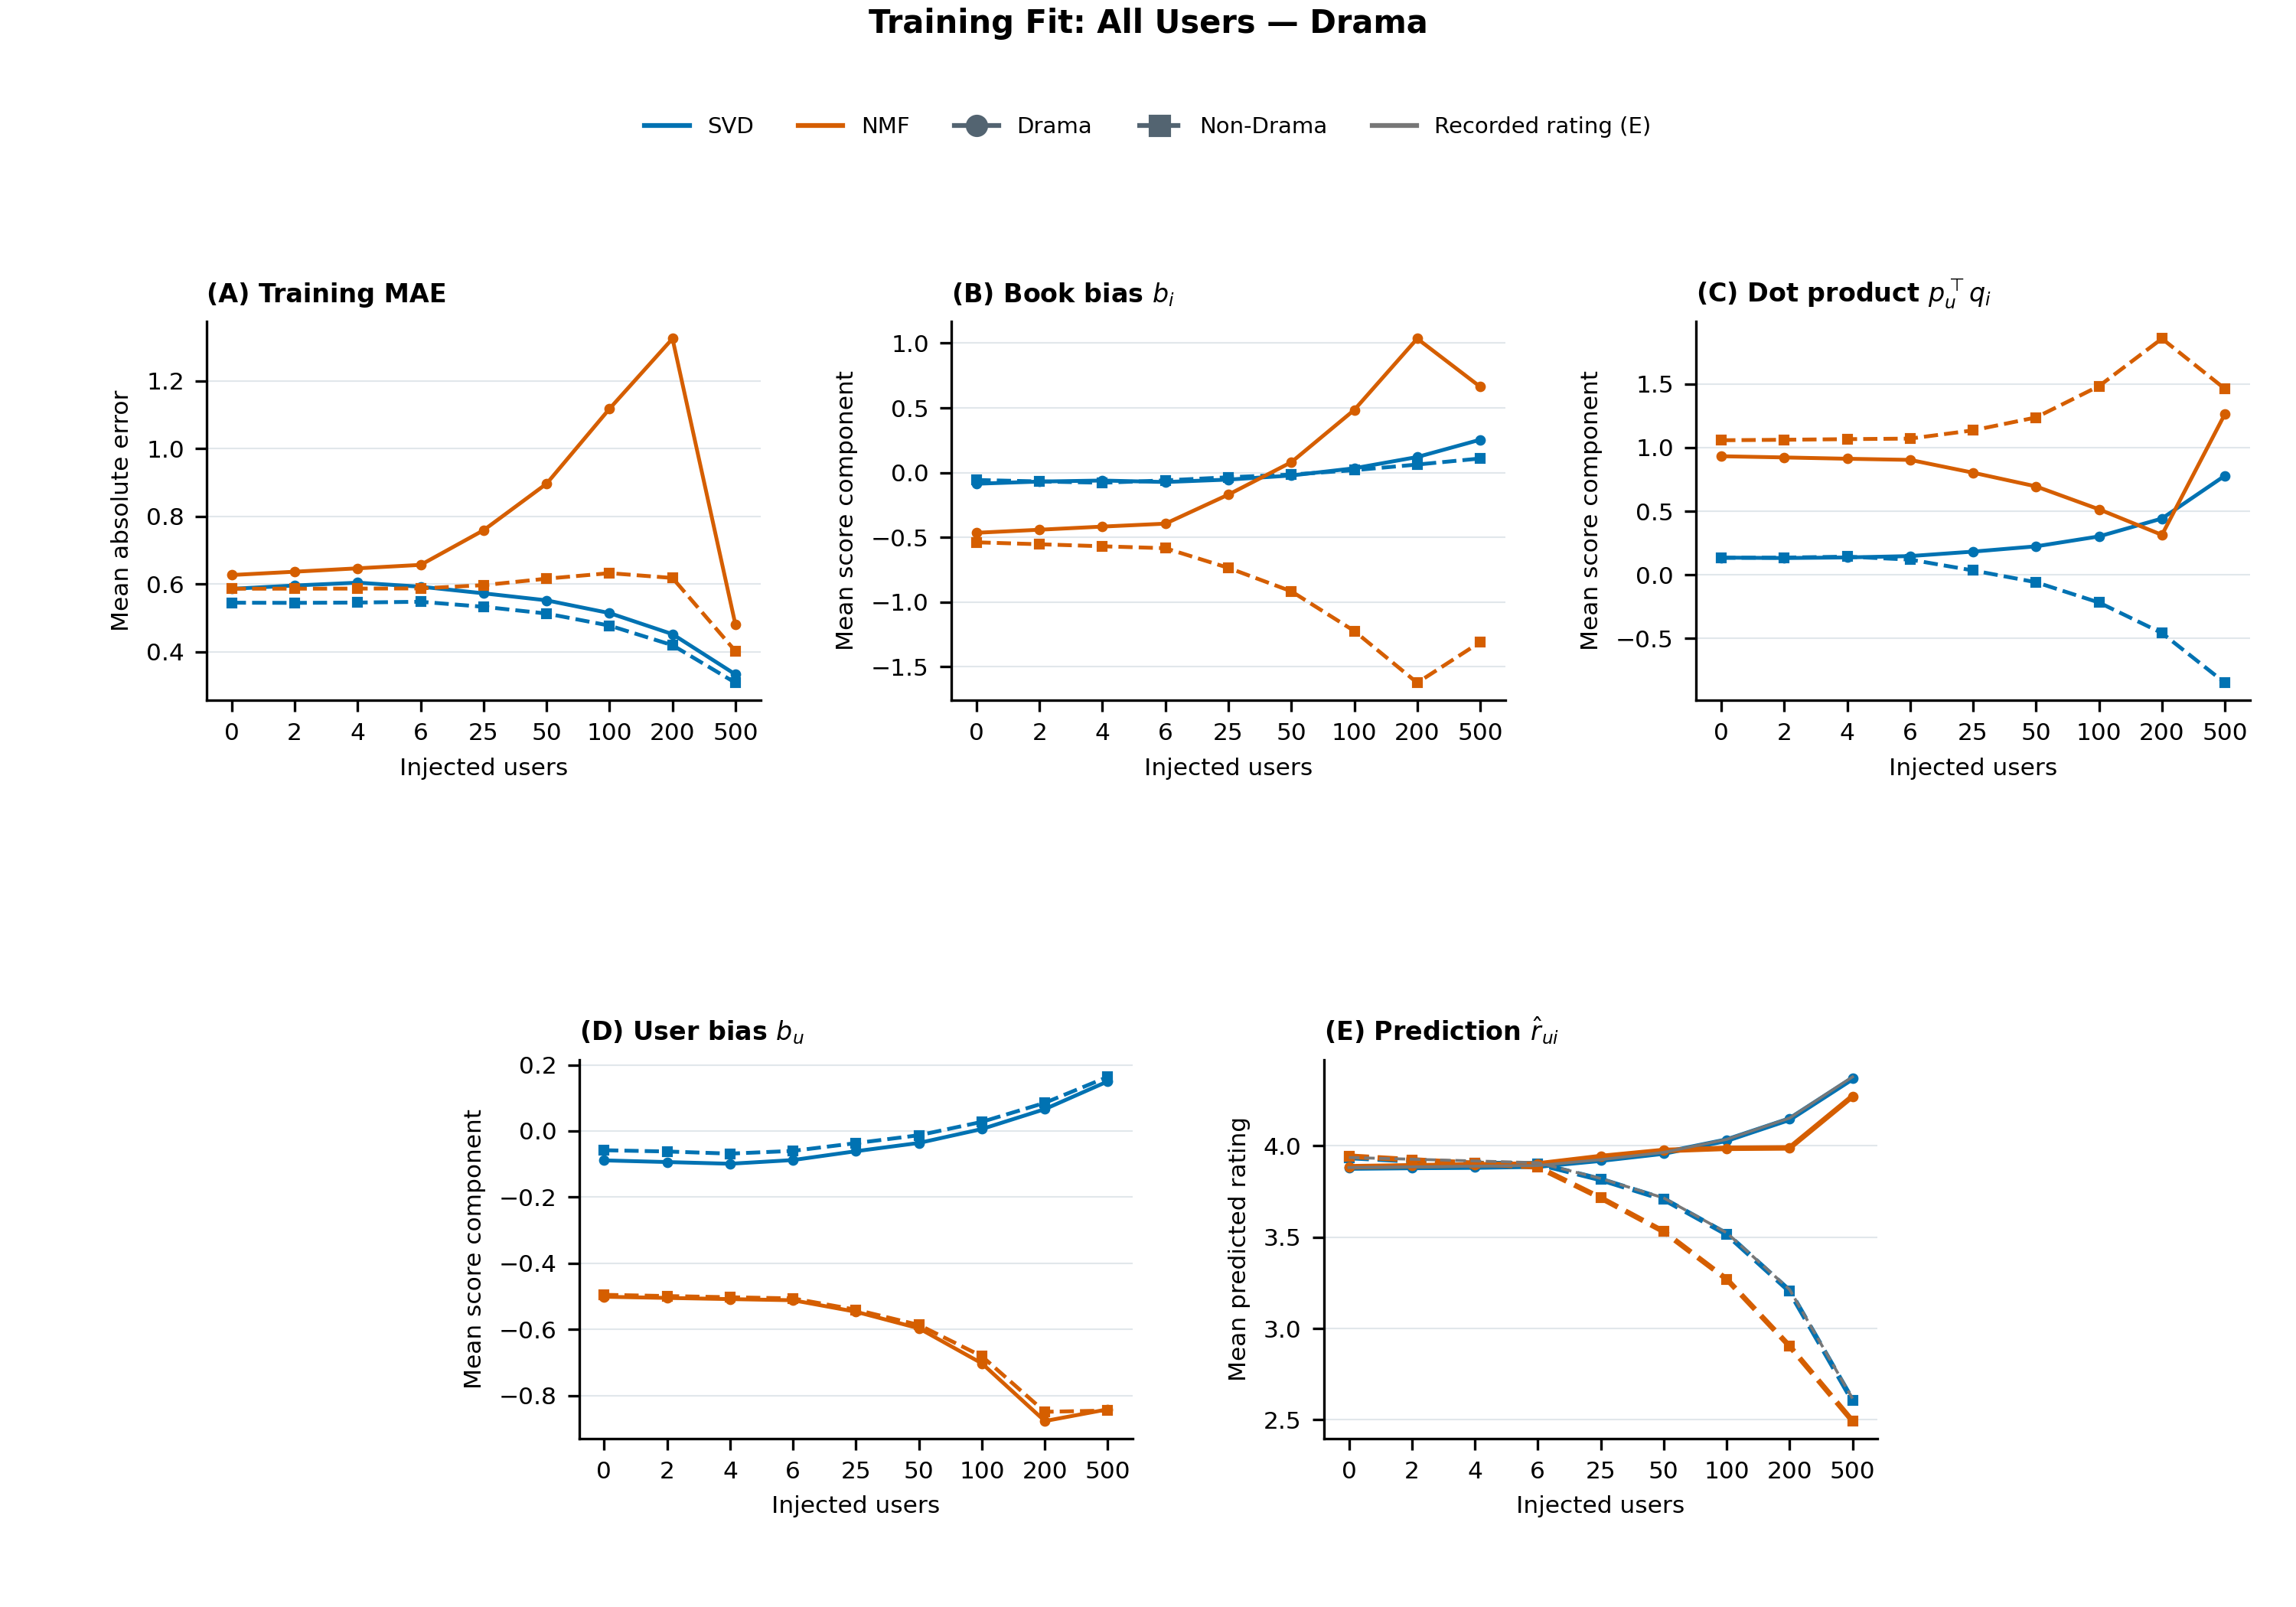 Training Fit: All Users — Drama
SVD NMF Drama Non-Drama Recorded rating (E)
(A) Training MAE
Mean absolute error
1.2
1.0
0.8
0.6
0.4
0 2 4 6 25 50 100 200 500
Injected users
(B) Book bias b_i
Mean score component
1.0
0.5
0.0
−0.5
−1.0
−1.5
0 2 4 6 25 50 100 200 500
Injected users
(C) Dot product p_u^⊤ q_i
Mean score component
1.5
1.0
0.5
0.0
−0.5
0 2 4 6 25 50 100 200 500
Injected users
(D) User bias b_u
Mean score component
0.2
0.0
−0.2
−0.4
−0.6
−0.8
0 2 4 6 25 50 100 200 500
Injected users
(E) Prediction r̂_ui
Mean predicted rating
4.0
3.5
3.0
2.5
0 2 4 6 25 50 100 200 500
Injected users